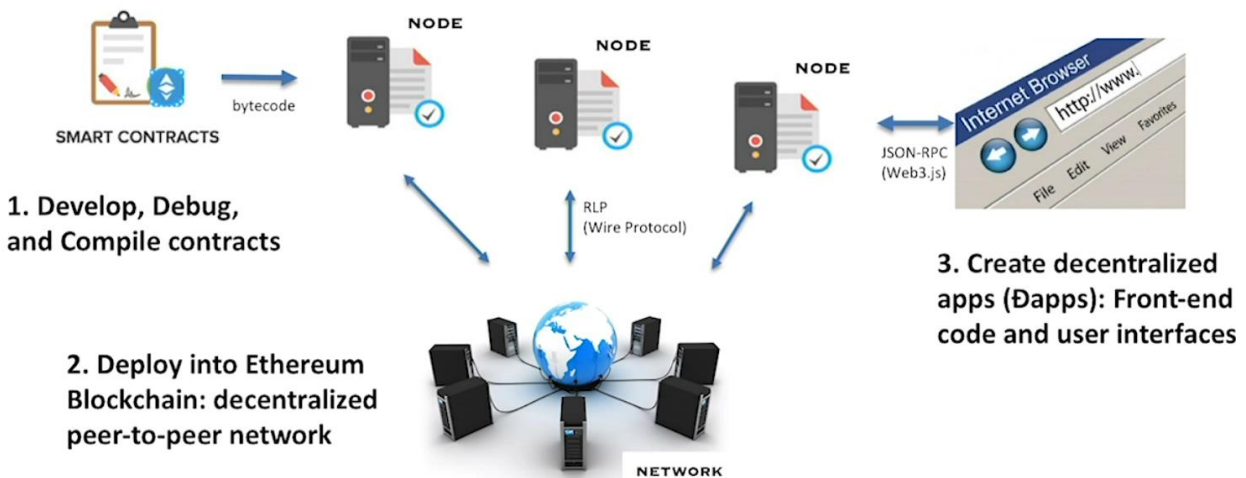 NODE
NODE
NODE
bytecode
SMART CONTRACTS
Internet Browser
http://www.
File Edit View Favorites
JSON-RPC
(Web3.js)
RLP
(Wire Protocol)
1. Develop, Debug,
and Compile contracts
3. Create decentralized
apps (Đapps): Front-end
code and user interfaces
2. Deploy into Ethereum
Blockchain: decentralized
peer-to-peer network
NETWORK